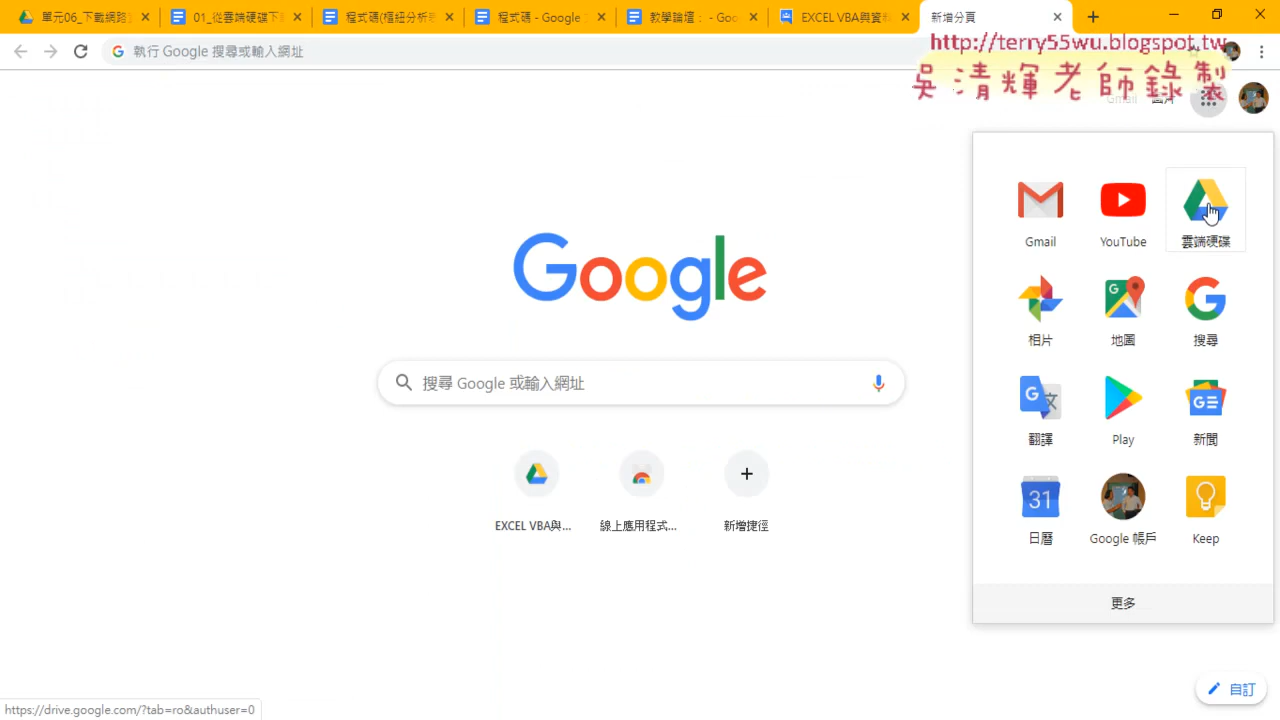 單元06_下載網路
01_從雲端硬碟下
程式碼(樞紐分析
程式碼 - Google
教學論壇： - Goo
EXCEL VBA與資
新增分頁
執行 Google 搜尋或輸入網址
http://terry55wu.blogspot.tw
吳清輝老師錄製
Gmail 圖片
Gmail
YouTube
雲端硬碟
相片
地圖
搜尋
翻譯
Play
新聞
31
日曆
Google 帳戶
Keep
更多
Google
搜尋 Google 或輸入網址
EXCEL VBA與...
線上應用程式...
新增捷徑
自訂
https://drive.google.com/?tab=ro&authuser=0